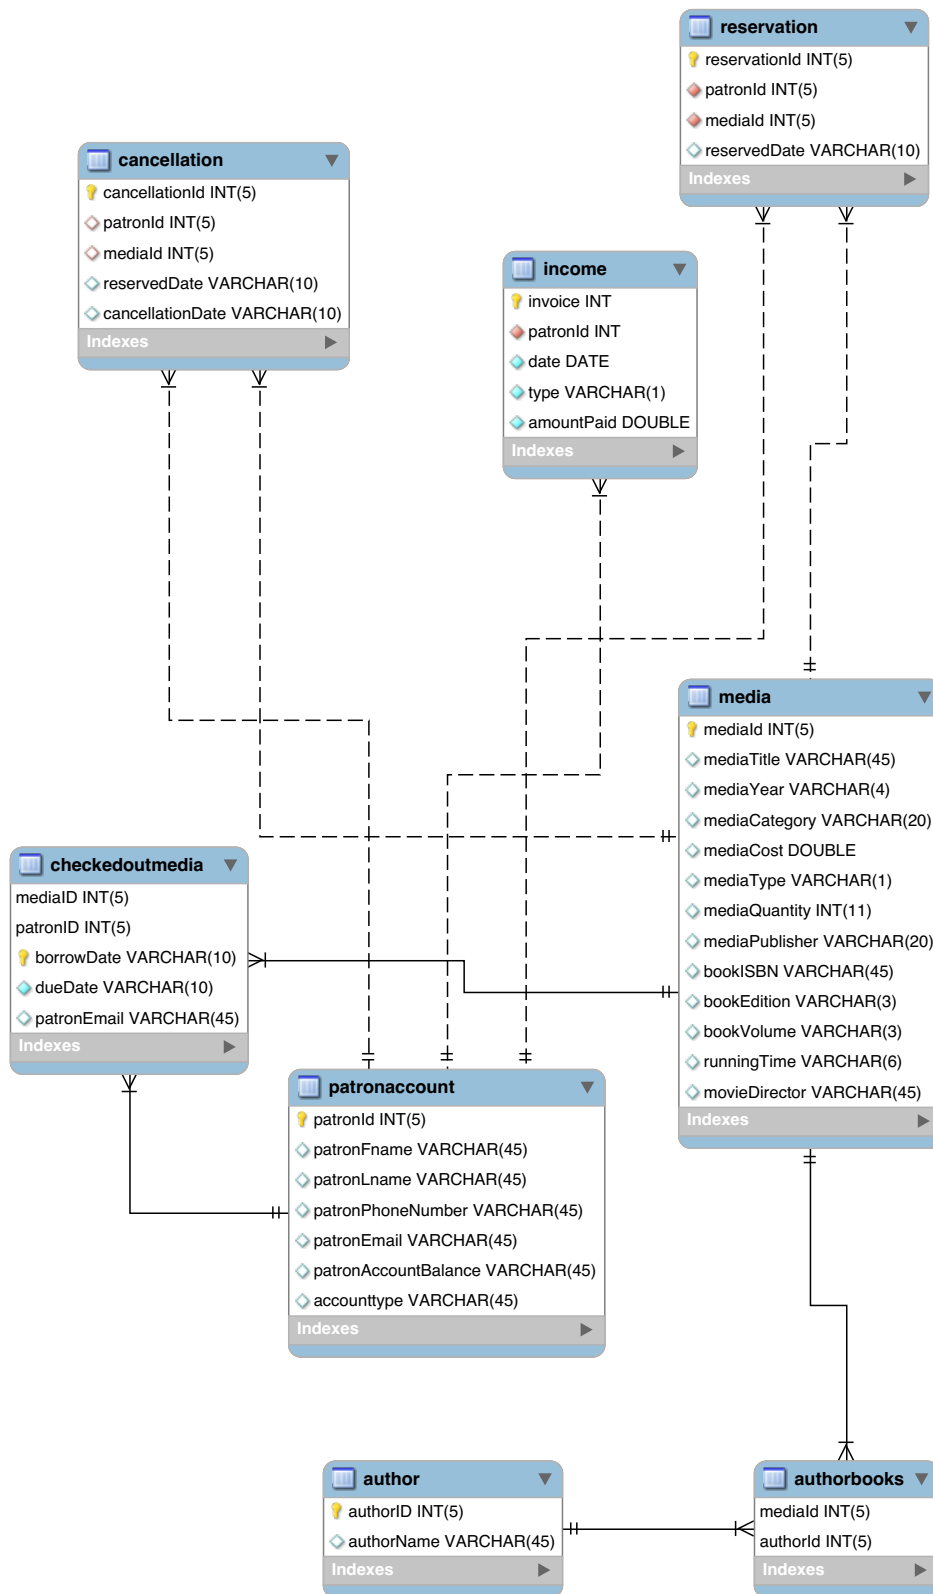 reservation
reservationId INT(5)
patronId INT(5)
mediaId INT(5)
reservedDate VARCHAR(10)
Indexes
cancellation
cancellationId INT(5)
patronId INT(5)
mediaId INT(5)
reservedDate VARCHAR(10)
cancellationDate VARCHAR(10)
Indexes
income
invoice INT
patronId INT
date DATE
type VARCHAR(1)
amountPaid DOUBLE
Indexes
media
mediaId INT(5)
mediaTitle VARCHAR(45)
mediaYear VARCHAR(4)
mediaCategory VARCHAR(20)
mediaCost DOUBLE
mediaType VARCHAR(1)
mediaQuantity INT(11)
mediaPublisher VARCHAR(20)
bookISBN VARCHAR(45)
bookEdition VARCHAR(3)
bookVolume VARCHAR(3)
runningTime VARCHAR(6)
movieDirector VARCHAR(45)
Indexes
checkedoutmedia
mediaID INT(5)
patronID INT(5)
borrowDate VARCHAR(10)
dueDate VARCHAR(10)
patronEmail VARCHAR(45)
Indexes
patronaccount
patronId INT(5)
patronFname VARCHAR(45)
patronLname VARCHAR(45)
patronPhoneNumber VARCHAR(45)
patronEmail VARCHAR(45)
patronAccountBalance VARCHAR(45)
accounttype VARCHAR(45)
Indexes
author
authorID INT(5)
authorName VARCHAR(45)
Indexes
authorbooks
mediaId INT(5)
authorId INT(5)
Indexes